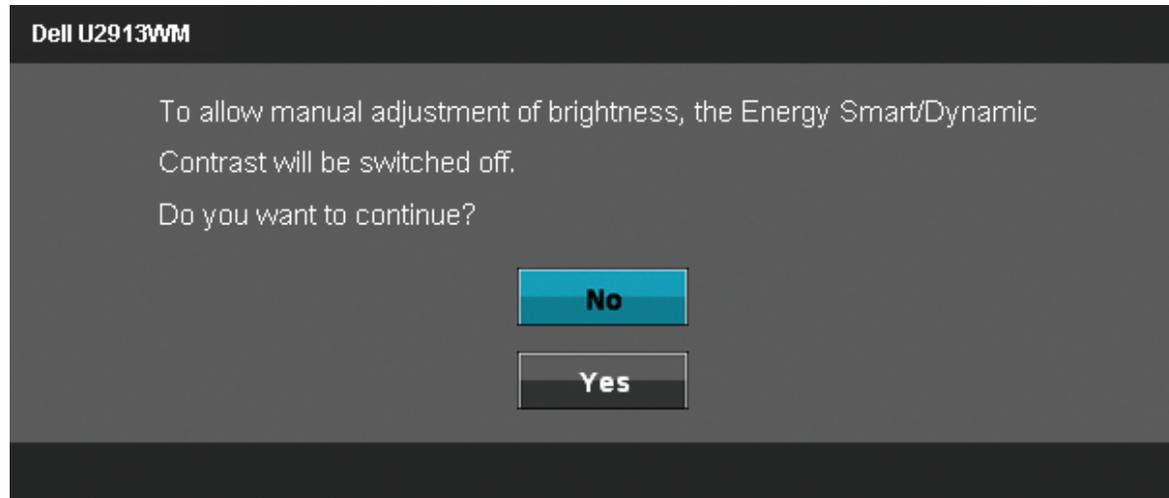 Dell U2913WM
To allow manual adjustment of brightness, the Energy Smart/Dynamic
Contrast will be switched off.
Do you want to continue?
No
Yes